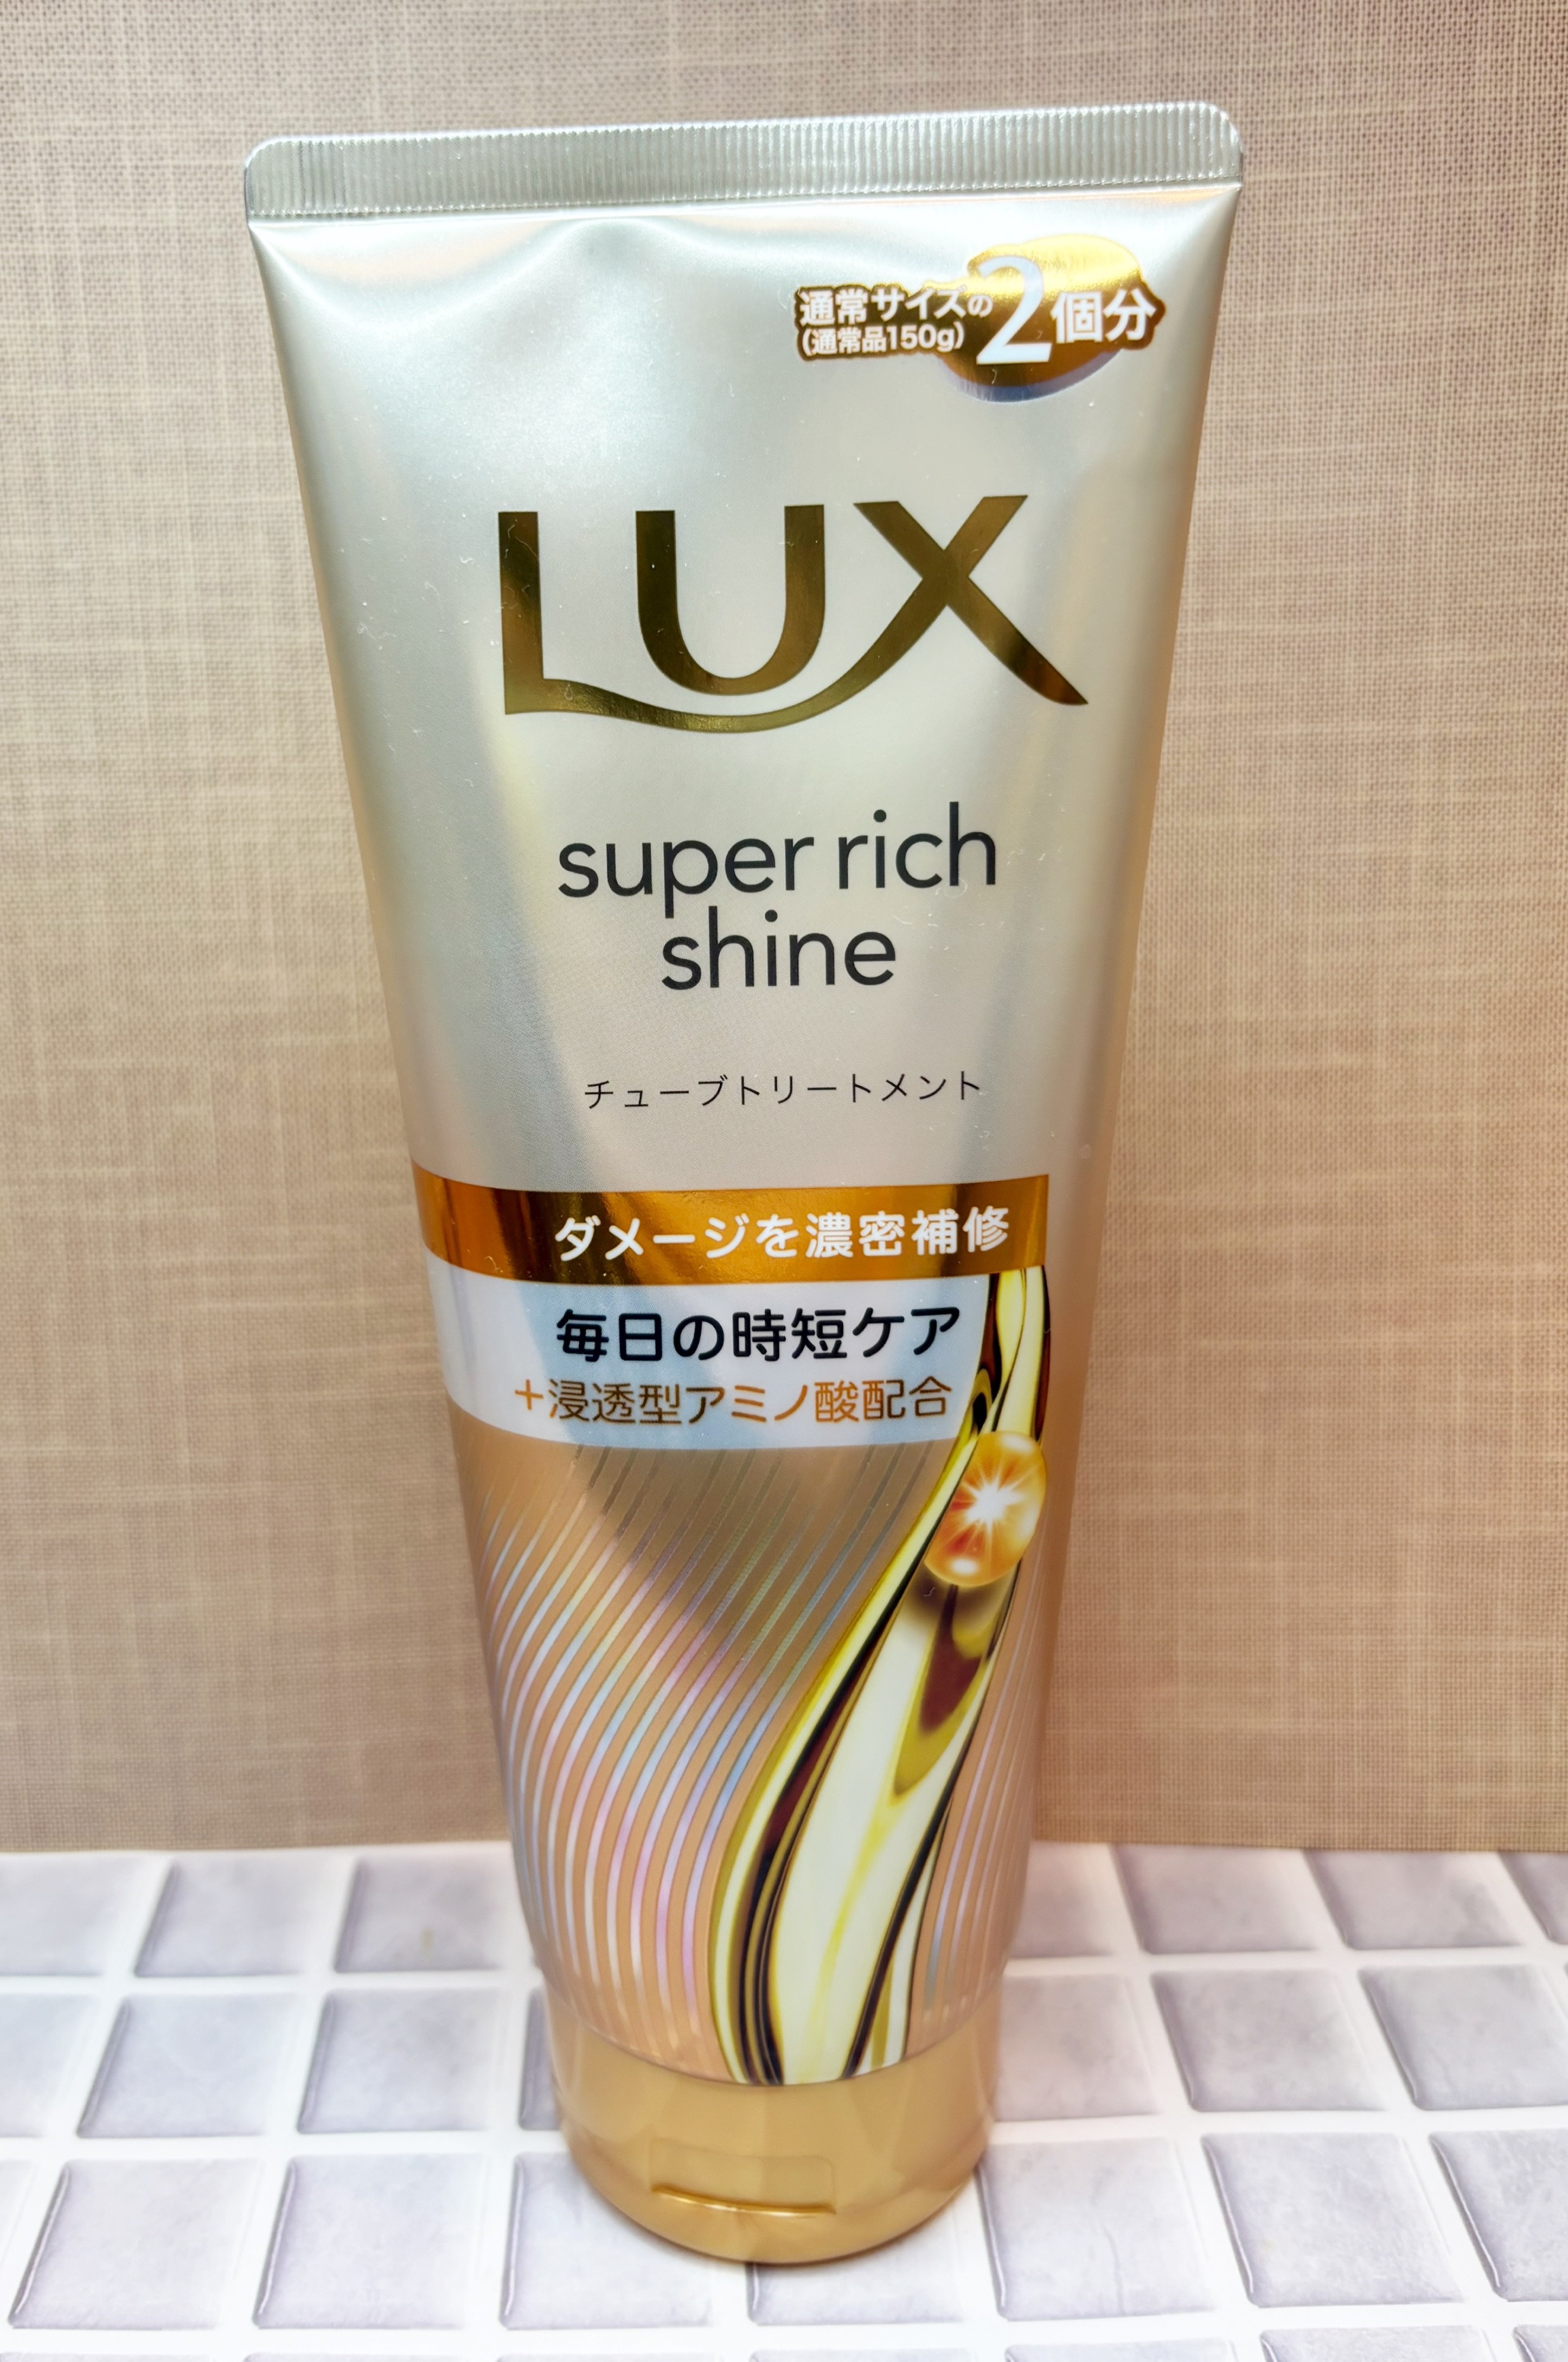 通常サイズの2個分
(通常品150g)
LUX
super rich
shine
チューブトリートメント
ダメージを濃密補修
毎日の時短ケア
+浸透型アミノ酸配合